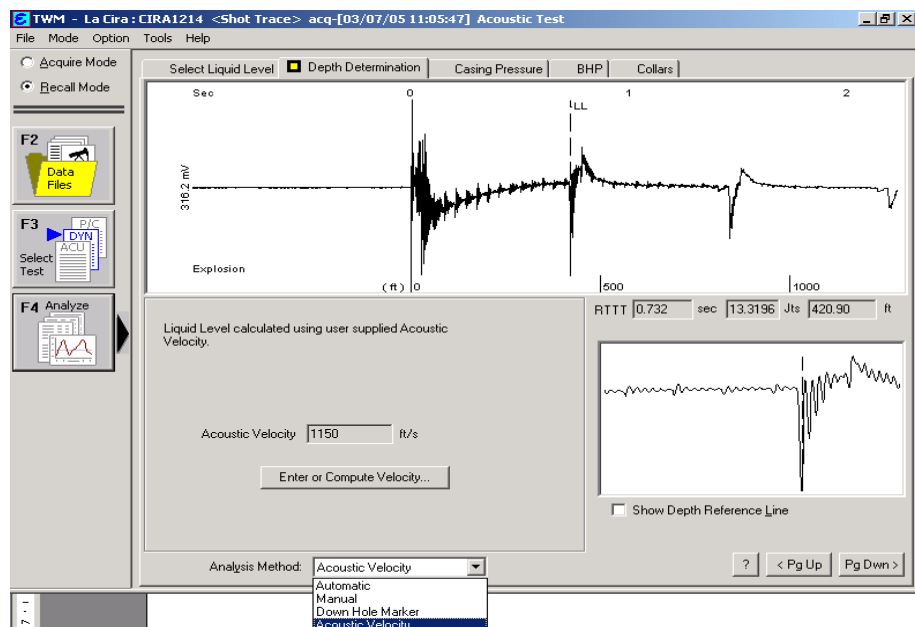 TWM - La Cira : CIRA1214 <Shot Trace> acq-[03/07/05 11:05:47] Acoustic Test
File Mode Option Tools Help
Acquire Mode
Recall Mode
F2
Data
Files
F3
P/C
DYN
ACU
Select
Test
F4 Analyze
Select Liquid Level Depth Determination Casing Pressure BHP Collars
Sec 0 1 2
LL
316.2 mV
Explosion
(ft) 0 500 1000
RTTT 0.732 sec 13.3196 Jts 420.90 ft
Liquid Level calculated using user supplied Acoustic
Velocity.
Acoustic Velocity 1150 ft/s
Enter or Compute Velocity...
Show Depth Reference Line
Analysis Method: Acoustic Velocity
? < Pg Up Pg Dwn >
Automatic
Manual
Down Hole Marker
Acoustic Velocity